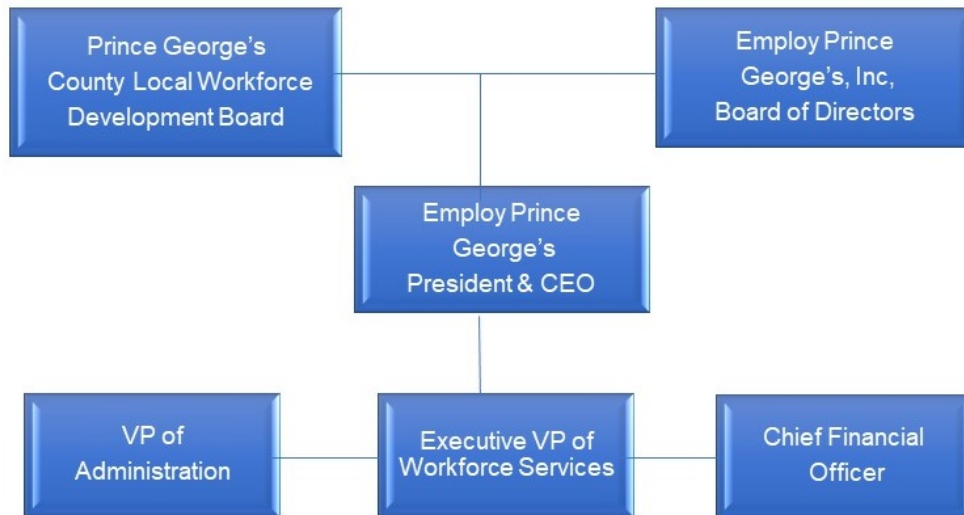 Prince George’s
County Local Workforce
Development Board
Employ Prince
George’s, Inc,
Board of Directors
Employ Prince
George’s
President & CEO
VP of
Administration
Executive VP of
Workforce Services
Chief Financial
Officer